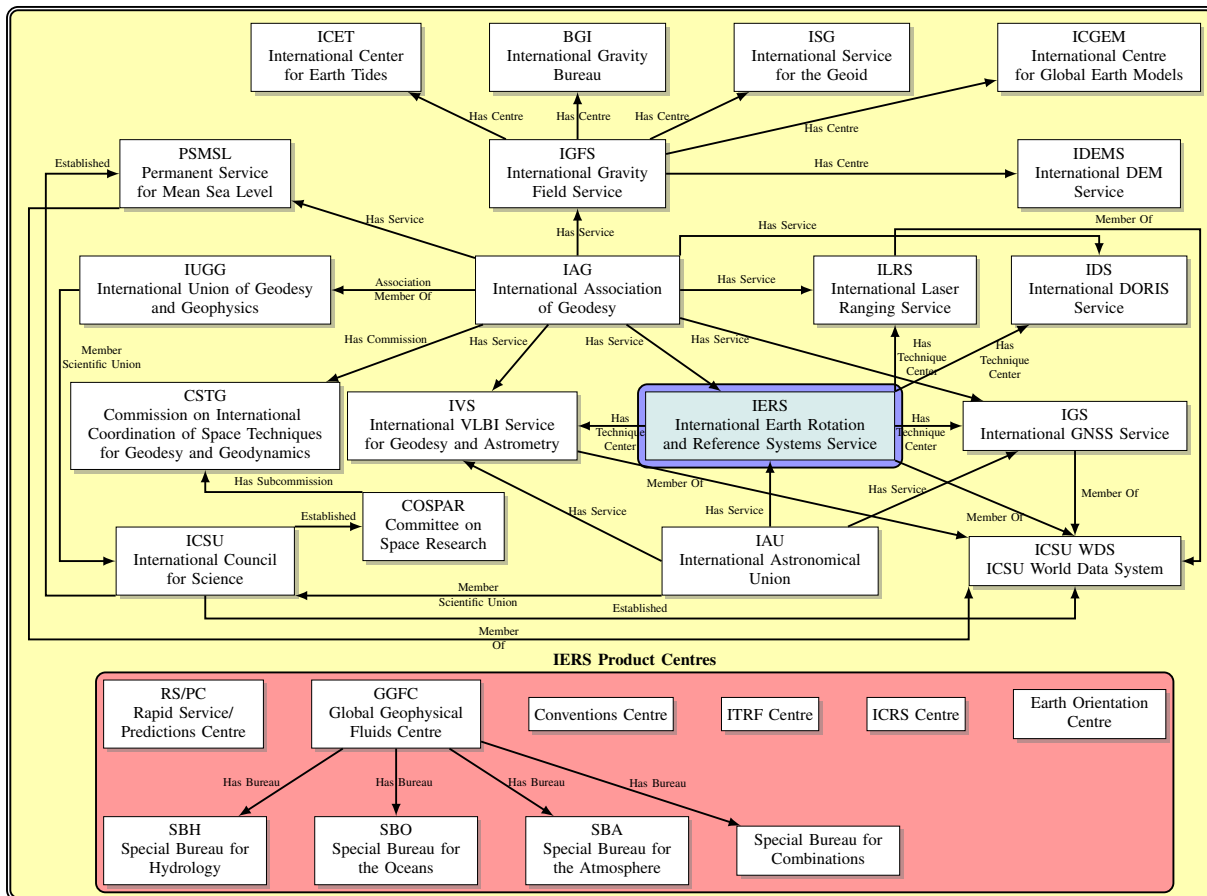 ICET
International Center
for Earth Tides
BGI
International Gravity
Bureau
ISG
International Service
for the Geoid
ICGEM
International Centre
for Global Earth Models
Has Centre
Has Centre
Has Centre
Has Centre
Established
PSMSL
Permanent Service
for Mean Sea Level
IGFS
International Gravity
Field Service
Has Centre
IDEMS
International DEM
Service
Has Service
Has Service
Has Service
Member Of
IUGG
International Union of Geodesy
and Geophysics
Association
Member Of
IAG
International Association
of Geodesy
Has Service
ILRS
International Laser
Ranging Service
IDS
International DORIS
Service
Member
Scientific Union
Has Commission
Has Service
Has Service
Has Service
Has
Technique
Center
Has
Technique
Center
CSTG
Commission on International
Coordination of Space Techniques
for Geodesy and Geodynamics
IVS
International VLBI Service
for Geodesy and Astrometry
Has
Technique
Center
IERS
International Earth Rotation
and Reference Systems Service
Has
Technique
Center
IGS
International GNSS Service
Has Subcommission
Member Of
Has Service
Member Of
COSPAR
Committee on
Space Research
Established
Has Service
Has Service
Member Of
ICSU
International Council
for Science
IAU
International Astronomical
Union
ICSU WDS
ICSU World Data System
Member
Scientific Union
Established
Member
Of
IERS Product Centres
RS/PC
Rapid Service/
Predictions Centre
GGFC
Global Geophysical
Fluids Centre
Conventions Centre
ITRF Centre
ICRS Centre
Earth Orientation
Centre
Has Bureau
Has Bureau
Has Bureau
Has Bureau
SBH
Special Bureau for
Hydrology
SBO
Special Bureau for
the Oceans
SBA
Special Bureau for
the Atmosphere
Special Bureau for
Combinations